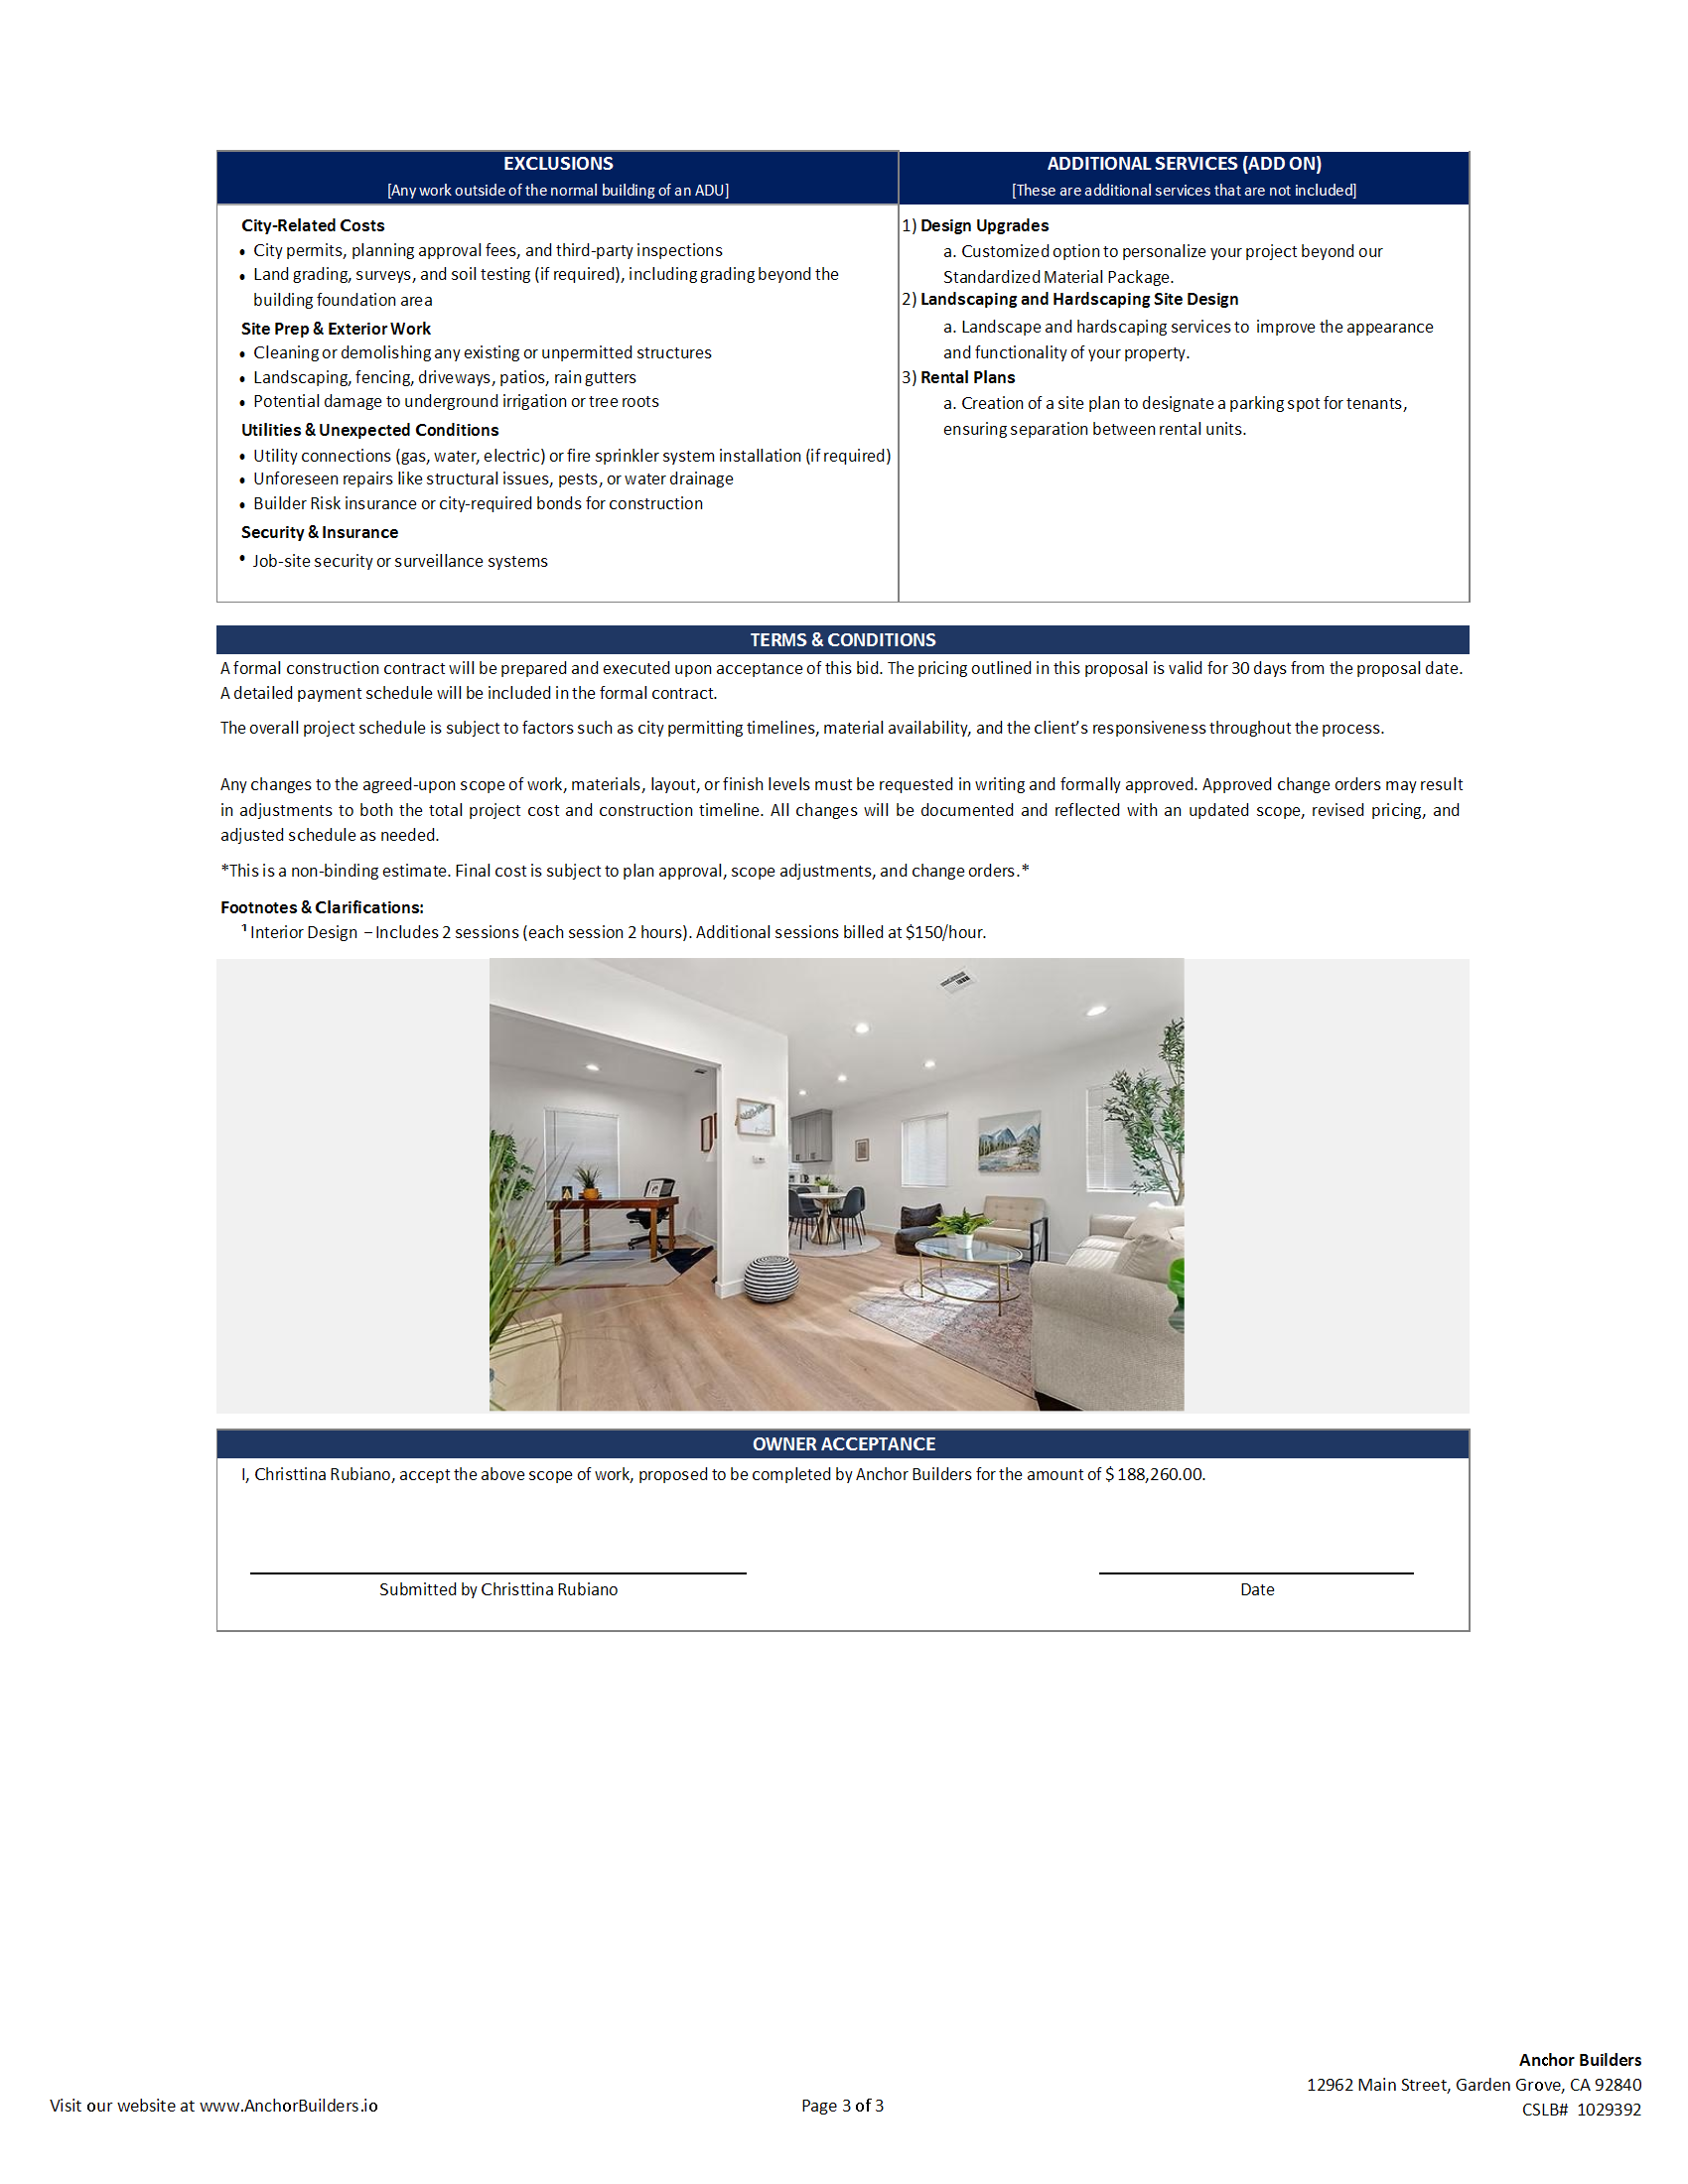 EXCLUSIONS
[Any work outside of the normal building of an ADU]
City-Related Costs
• City permits, planning approval fees, and third-party inspections
• Land grading, surveys, and soil testing (if required), including grading beyond the
building foundation area
Site Prep & Exterior Work
• Cleaning or demolishing any existing or unpermitted structures
• Landscaping, fencing, driveways, patios, rain gutters
• Potential damage to underground irrigation or tree roots
Utilities & Unexpected Conditions
• Utility connections (gas, water, electric) or fire sprinkler system installation (if required)
• Unforeseen repairs like structural issues, pests, or water drainage
• Builder Risk insurance or city-required bonds for construction
Security & Insurance
• Job-site security or surveillance systems
ADDITIONAL SERVICES (ADD ON)
[These are additional services that are not included]
1) Design Upgrades
a. Customized option to personalize your project beyond our
Standardized Material Package.
2) Landscaping and Hardscaping Site Design
a. Landscape and hardscaping services to improve the appearance
and functionality of your property.
3) Rental Plans
a. Creation of a site plan to designate a parking spot for tenants,
ensuring separation between rental units.
TERMS & CONDITIONS
A formal construction contract will be prepared and executed upon acceptance of this bid. The pricing outlined in this proposal is valid for 30 days from the proposal date.
A detailed payment schedule will be included in the formal contract.
The overall project schedule is subject to factors such as city permitting timelines, material availability, and the client’s responsiveness throughout the process.
Any changes to the agreed-upon scope of work, materials, layout, or finish levels must be requested in writing and formally approved. Approved change orders may result
in adjustments to both the total project cost and construction timeline. All changes will be documented and reflected with an updated scope, revised pricing, and
adjusted schedule as needed.
*This is a non-binding estimate. Final cost is subject to plan approval, scope adjustments, and change orders.*
Footnotes & Clarifications:
¹ Interior Design – Includes 2 sessions (each session 2 hours). Additional sessions billed at $150/hour.
OWNER ACCEPTANCE
I, Christtina Rubiano, accept the above scope of work, proposed to be completed by Anchor Builders for the amount of $ 188,260.00.
Submitted by Christtina Rubiano
Date
Visit our website at www.AnchorBuilders.io
Page 3 of 3
Anchor Builders
12962 Main Street, Garden Grove, CA 92840
CSLB# 1029392